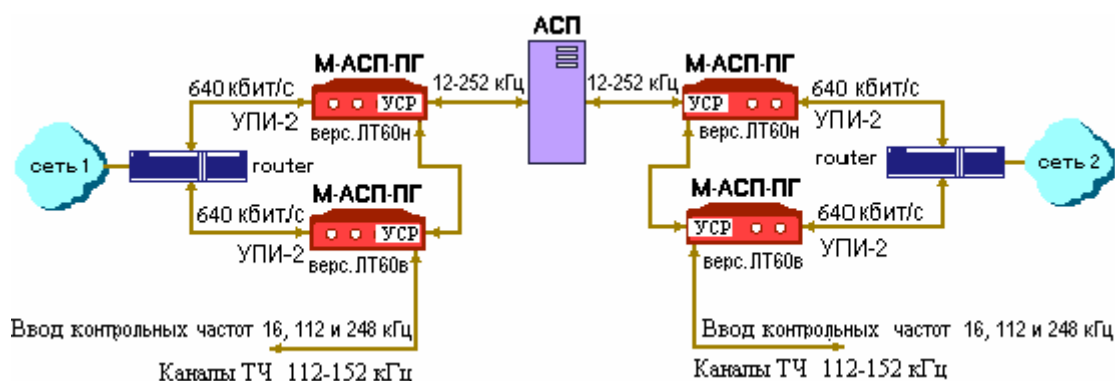 АСП
М-АСП-ПГ
М-АСП-ПГ
640 кбит/с
12-252 кГц
12-252 кГц
640 кбит/с
УСР
УСР
УПИ-2
верс.ЛТ60н
верс.ЛТ60н
УПИ-2
сеть 1
router
router
сеть 2
М-АСП-ПГ
М-АСП-ПГ
640 кбит/с
УСР
УСР
640 кбит/с
УПИ-2
верс.ЛТ60в
верс.ЛТ60в
УПИ-2
Ввод контрольных частот 16, 112 и 248 кГц
Ввод контрольных частот 16, 112 и 248 кГц
Каналы ТЧ 112-152 кГц
Каналы ТЧ 112-152 кГц